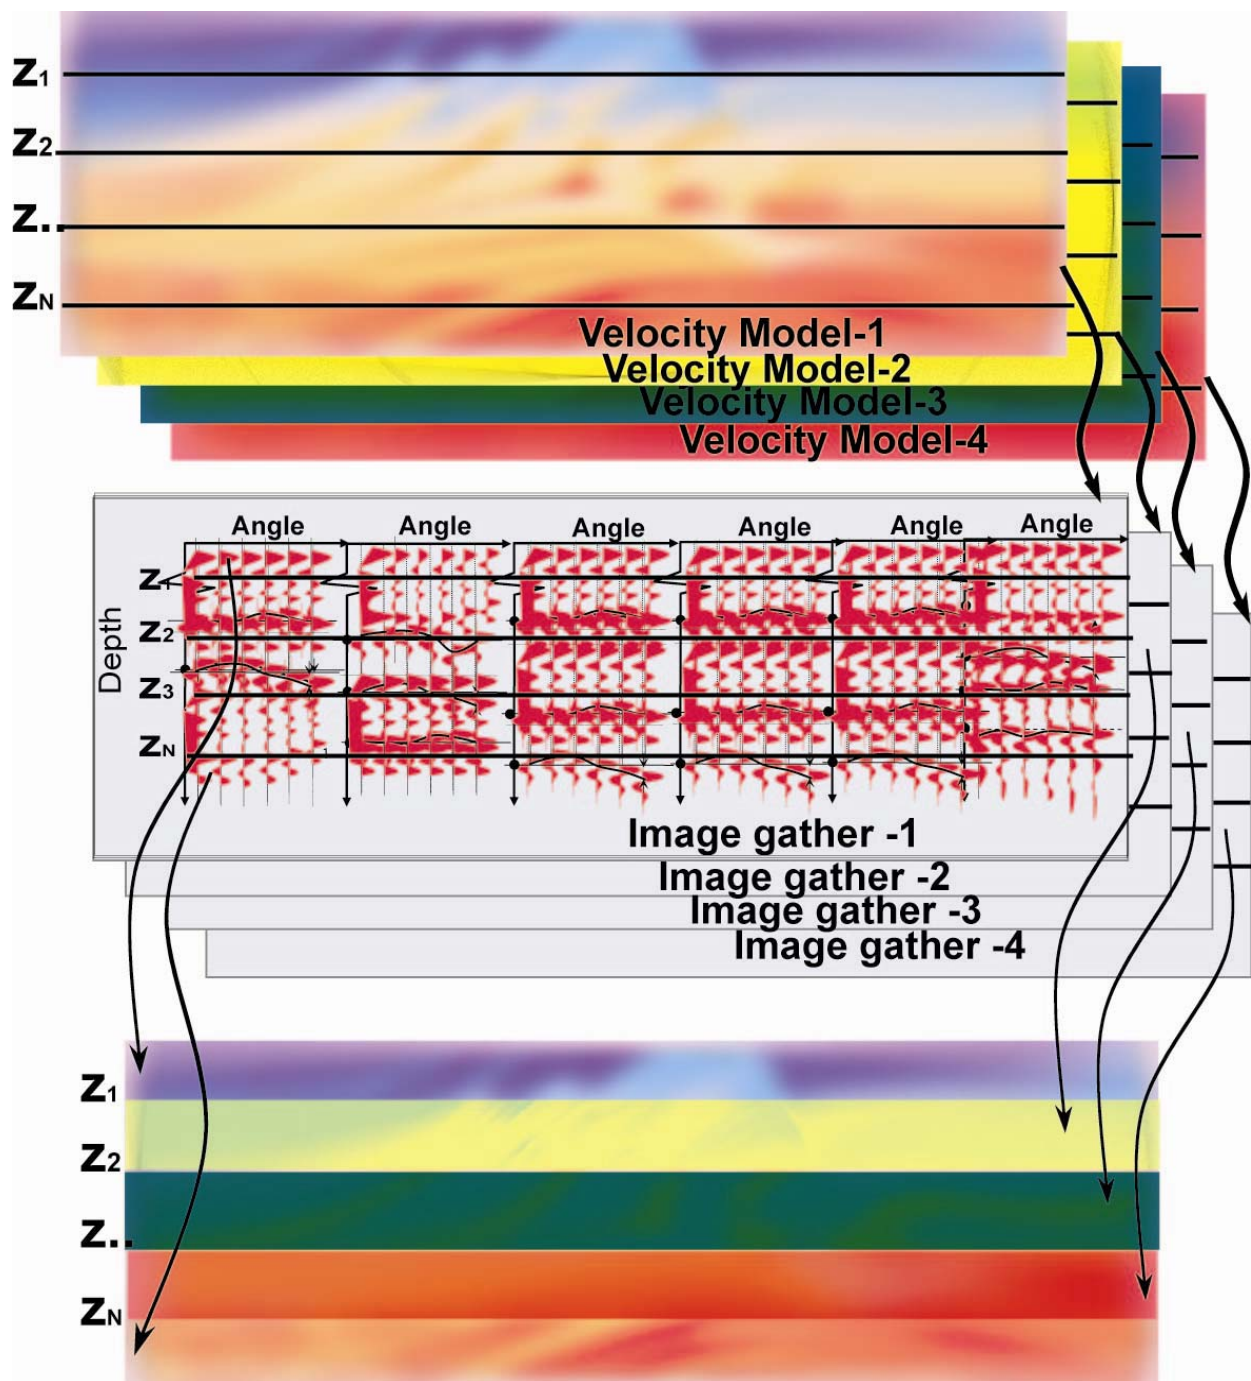 Z1
Z2
Z..
ZN
Velocity Model-1
Velocity Model-2
Velocity Model-3
Velocity Model-4
Angle Angle Angle Angle Angle Angle
Depth
Z1
Z2
Z3
ZN
Image gather -1
Image gather -2
Image gather -3
Image gather -4
Z1
Z2
Z..
ZN